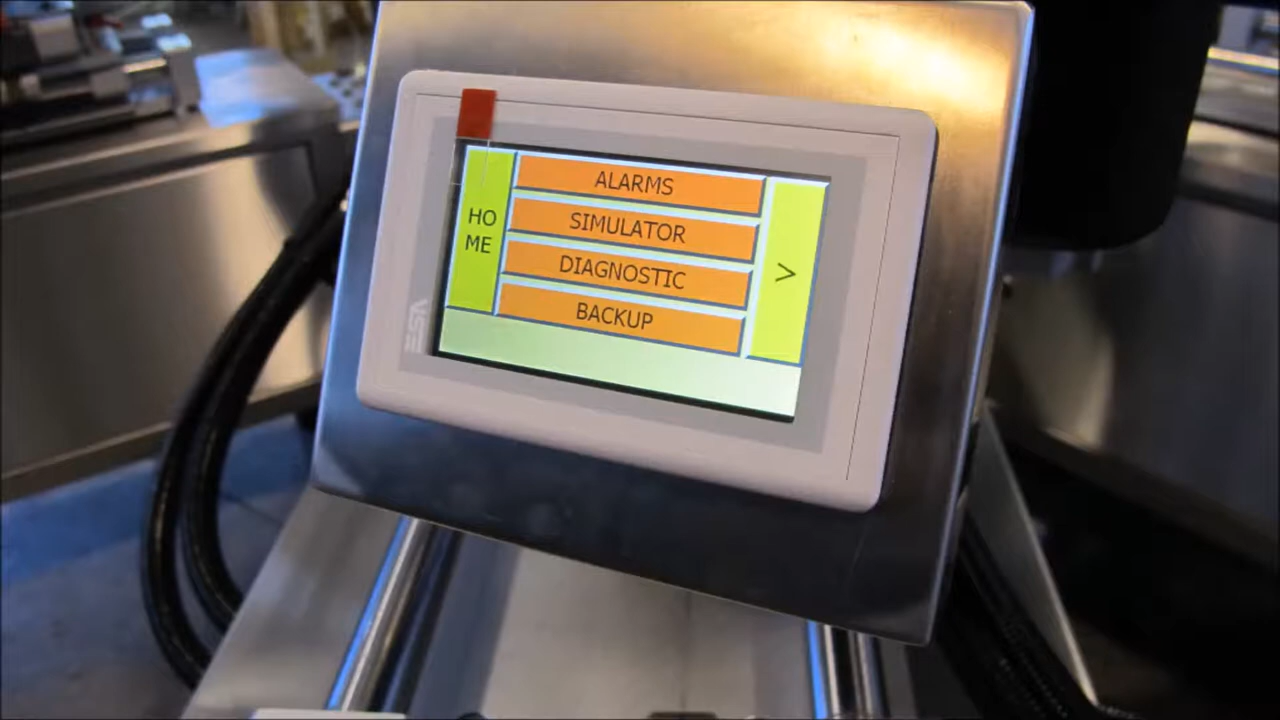 ALARMS
SIMULATOR
HO
ME
DIAGNOSTIC
>
BACKUP
ESA